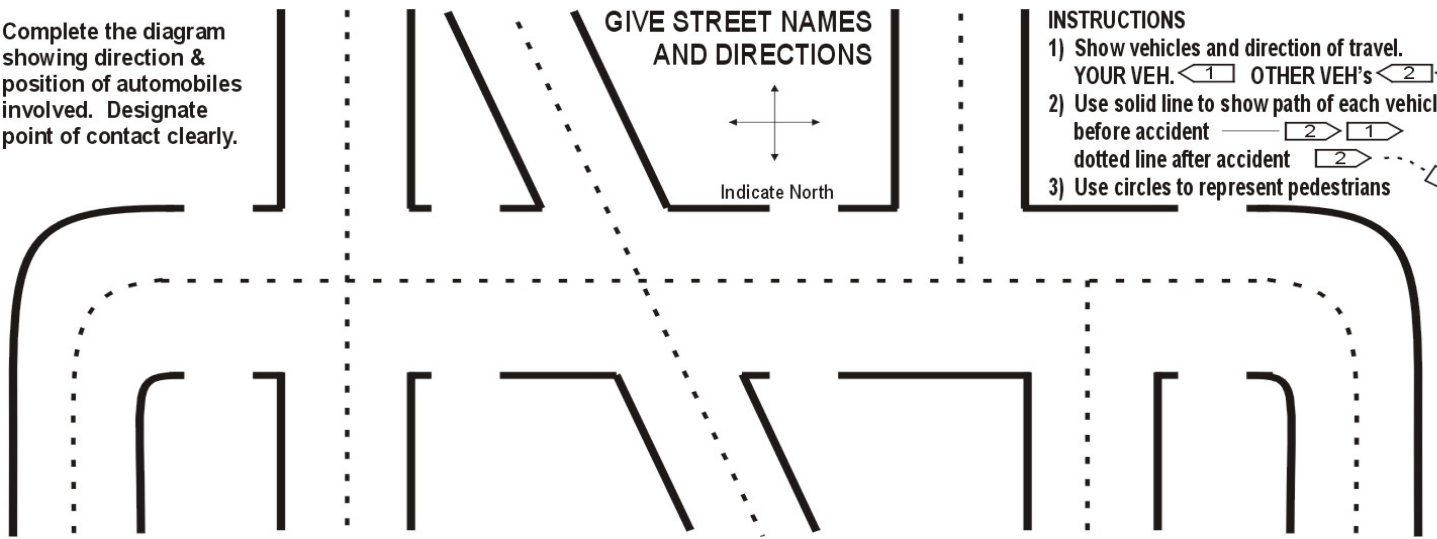 Complete the diagram
showing direction &
position of automobiles
involved. Designate
point of contact clearly.
GIVE STREET NAMES
AND DIRECTIONS
Indicate North
INSTRUCTIONS
1) Show vehicles and direction of travel.
YOUR VEH. 1 OTHER VEH's 2
2) Use solid line to show path of each vehicl
before accident 2 1
dotted line after accident 2
3) Use circles to represent pedestrians